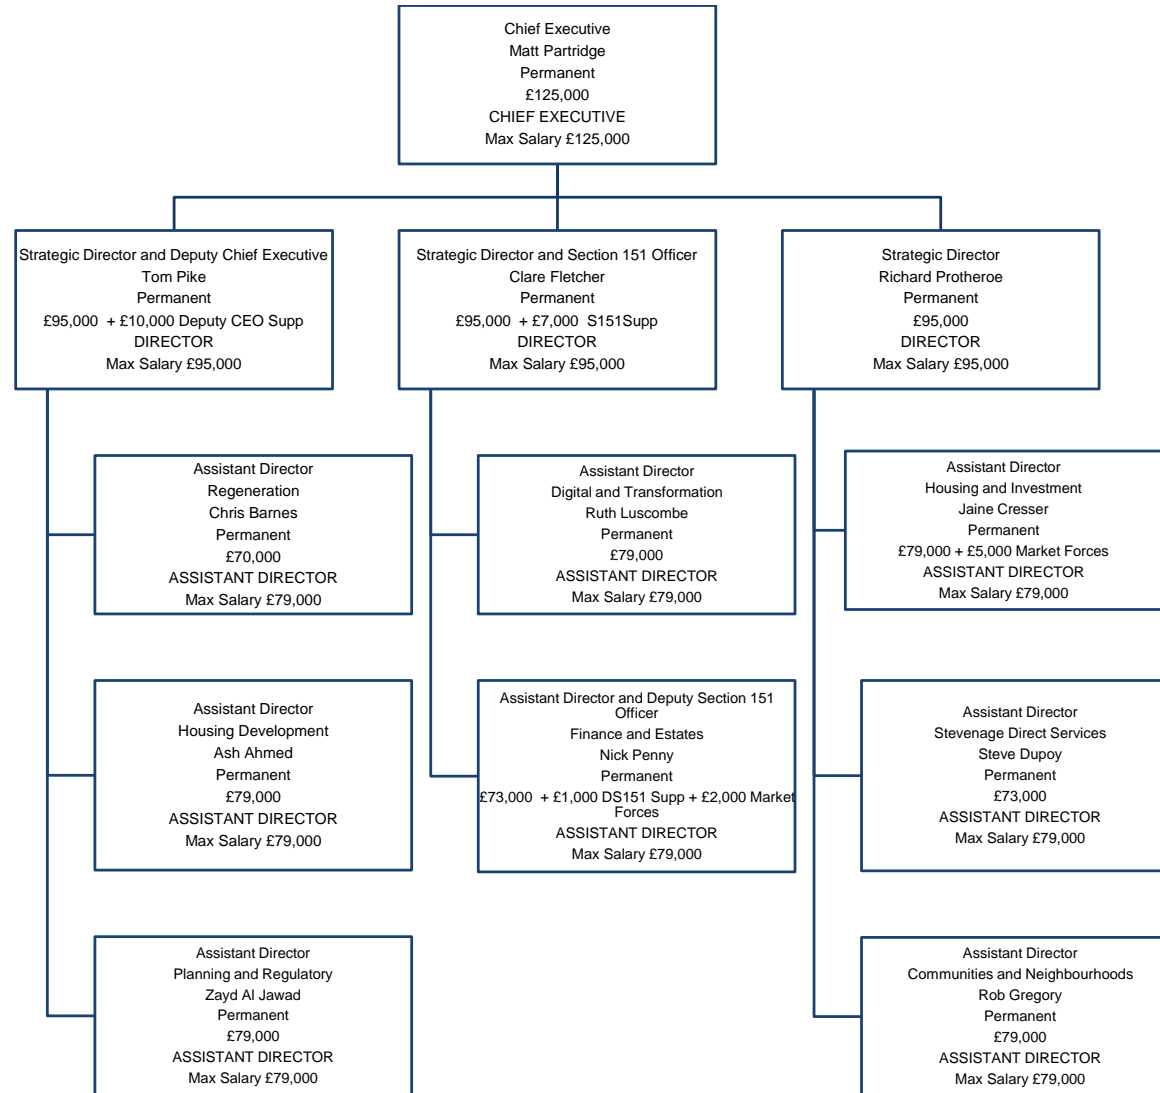 Chief Executive
Matt Partridge
Permanent
£125,000
CHIEF EXECUTIVE
Max Salary £125,000
Strategic Director and Deputy Chief Executive
Tom Pike
Permanent
£95,000 + £10,000 Deputy CEO Supp
DIRECTOR
Max Salary £95,000
Strategic Director and Section 151 Officer
Clare Fletcher
Permanent
£95,000 + £7,000 S151Supp
DIRECTOR
Max Salary £95,000
Strategic Director
Richard Protheroe
Permanent
£95,000
DIRECTOR
Max Salary £95,000
Assistant Director
Regeneration
Chris Barnes
Permanent
£70,000
ASSISTANT DIRECTOR
Max Salary £79,000
Assistant Director
Digital and Transformation
Ruth Luscombe
Permanent
£79,000
ASSISTANT DIRECTOR
Max Salary £79,000
Assistant Director
Housing and Investment
Jaine Cresser
Permanent
£79,000 + £5,000 Market Forces
ASSISTANT DIRECTOR
Max Salary £79,000
Assistant Director
Housing Development
Ash Ahmed
Permanent
£79,000
ASSISTANT DIRECTOR
Max Salary £79,000
Assistant Director and Deputy Section 151
Officer
Finance and Estates
Nick Penny
Permanent
£73,000 + £1,000 DS151 Supp + £2,000 Market
Forces
ASSISTANT DIRECTOR
Max Salary £79,000
Assistant Director
Stevenage Direct Services
Steve Dupoy
Permanent
£73,000
ASSISTANT DIRECTOR
Max Salary £79,000
Assistant Director
Planning and Regulatory
Zayd Al Jawad
Permanent
£79,000
ASSISTANT DIRECTOR
Max Salary £79,000
Assistant Director
Communities and Neighbourhoods
Rob Gregory
Permanent
£79,000
ASSISTANT DIRECTOR
Max Salary £79,000